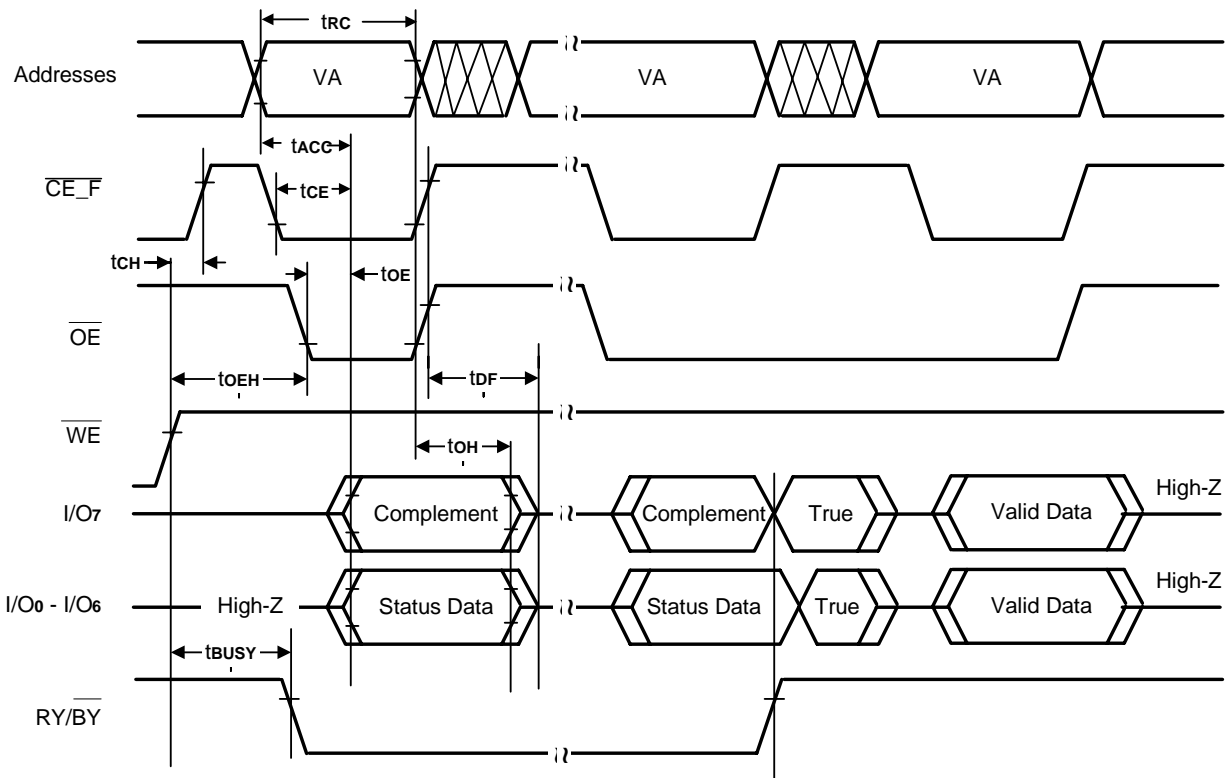 tRC
Addresses VA VA VA
tACC
CE_F tCE
tCH tOE
OE
tOEH tDF
WE
tOH
I/O7 Complement Complement True Valid Data High-Z
I/O0 - I/O6 High-Z Status Data Status Data True Valid Data High-Z
tBUSY
RY/BY